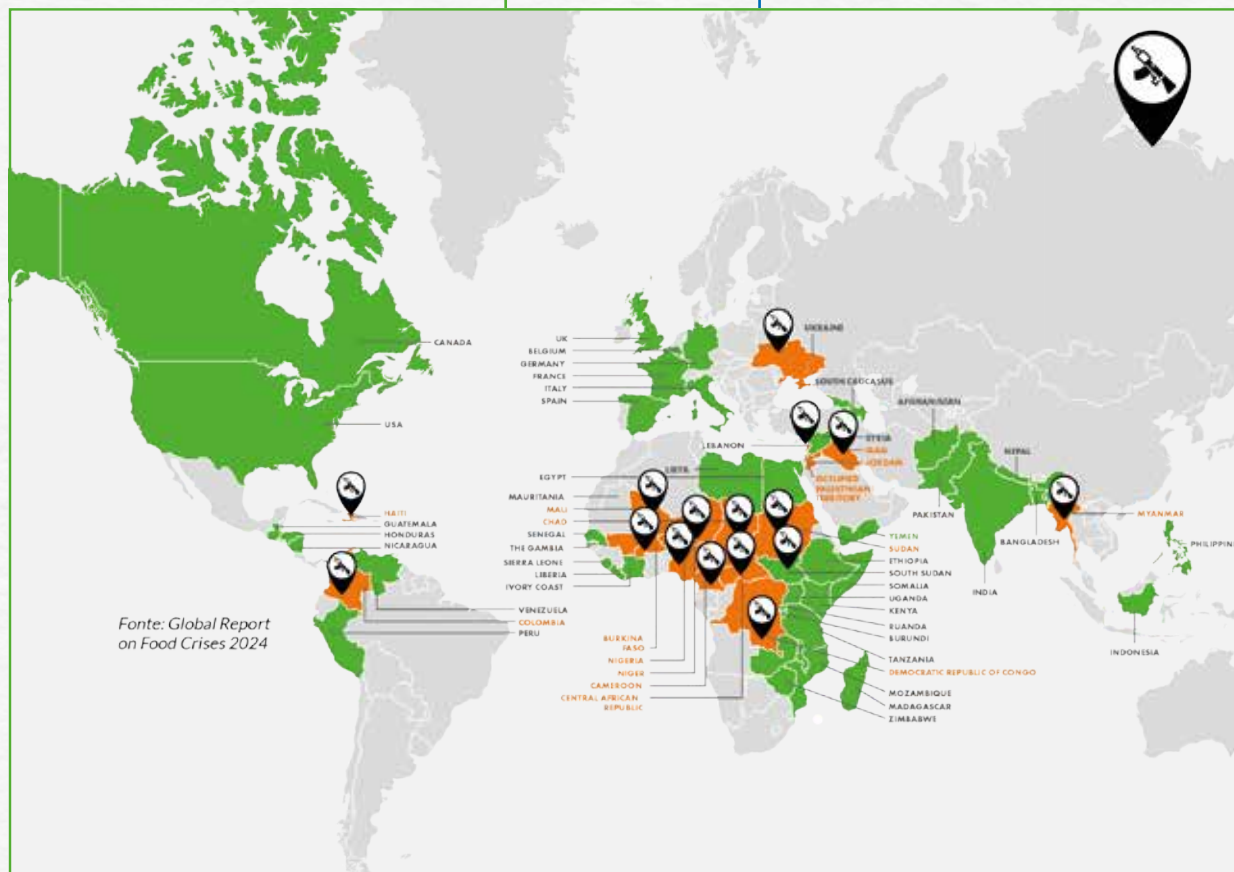 CANADA
USA
HAITI
GUATEMALA
HONDURAS
NICARAGUA
VENEZUELA
COLOMBIA
PERU
Fonte: Global Report
on Food Crises 2024
UK
BELGIUM
GERMANY
FRANCE
ITALY
SPAIN
UKRAINE
SOUTH CAUCASUS
AFGHANISTAN
LEBANON
SYRIA
IRAQ
JORDAN
OCCUPIED
PALESTINIAN
TERRITORY
NEPAL
LIBYA
EGYPT
MAURITANIA
MALI
CHAD
SENEGAL
THE GAMBIA
SIERRA LEONE
LIBERIA
IVORY COAST
BURKINA
FASO
NIGERIA
NIGER
CAMEROON
CENTRAL AFRICAN
REPUBLIC
YEMEN
SUDAN
ETHIOPIA
SOUTH SUDAN
SOMALIA
UGANDA
KENYA
RUANDA
BURUNDI
TANZANIA
DEMOCRATIC REPUBLIC OF CONGO
MOZAMBIQUE
MADAGASCAR
ZIMBABWE
PAKISTAN
BANGLADESH
INDIA
MYANMAR
PHILIPPINE
INDONESIA